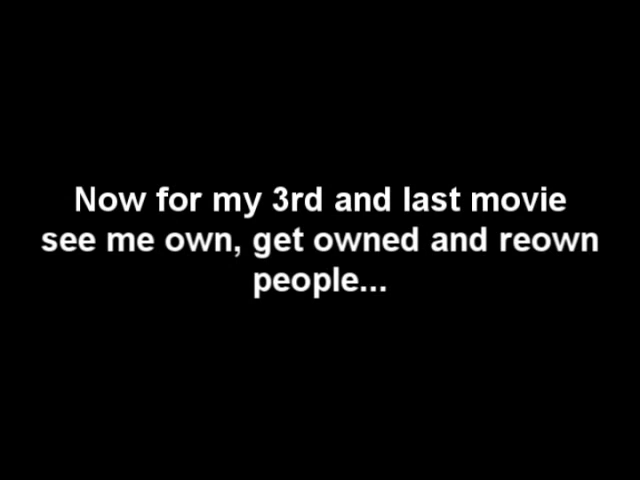 Now for my 3rd and last movie
see me own, get owned and reown
people...